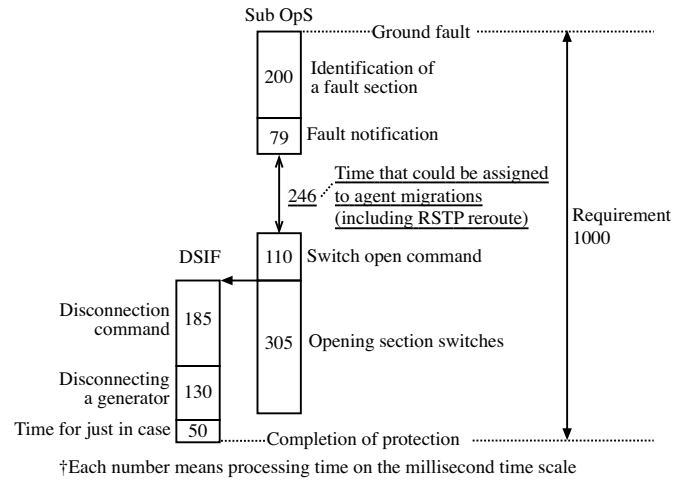 Sub OpS
Ground fault
200
Identification of
a fault section
79
Fault notification
246
Time that could be assigned
to agent migrations
(including RSTP reroute)
Requirement
1000
DSIF
110
Switch open command
Disconnection
command
185
305
Opening section switches
Disconnecting
a generator
130
Time for just in case
50
Completion of protection
†Each number means processing time on the millisecond time scale